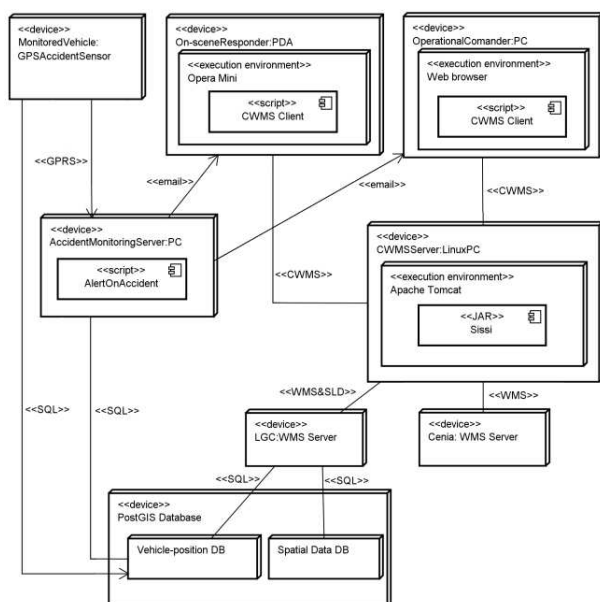 <<device>>
MonitoredVehicle:
GPSAccidentSensor
<<device>>
On-sceneResponder:PDA
<<execution environment>>
Opera Mini
<<script>>
CWMS Client
<<device>>
OperationalComander:PC
<<execution environment>>
Web browser
<<script>>
CWMS Client
<<GPRS>>
<<email>>
<<email>>
<<CWMS>>
<<device>>
AccidentMonitoringServer:PC
<<script>>
AlertOnAccident
<<CWMS>>
<<device>>
CWMSServer:LinuxPC
<<execution environment>>
Apache Tomcat
<<JAR>>
Sissi
<<SQL>>
<<SQL>>
<<WMS&SLD>>
<<WMS>>
<<device>>
LGC:WMS Server
<<device>>
Cenia: WMS Server
<<SQL>>
<<SQL>>
<<device>>
PostGIS Database
Vehicle-position DB
Spatial Data DB